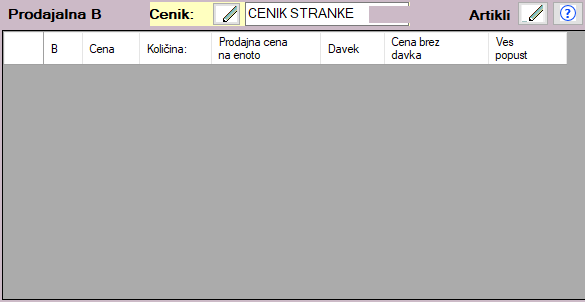 Prodajalna B Cenik: CENIK STRANKE Artikli ?
B Cena Količina: Prodajna cena na enoto Davek Cena brez davka Ves popust